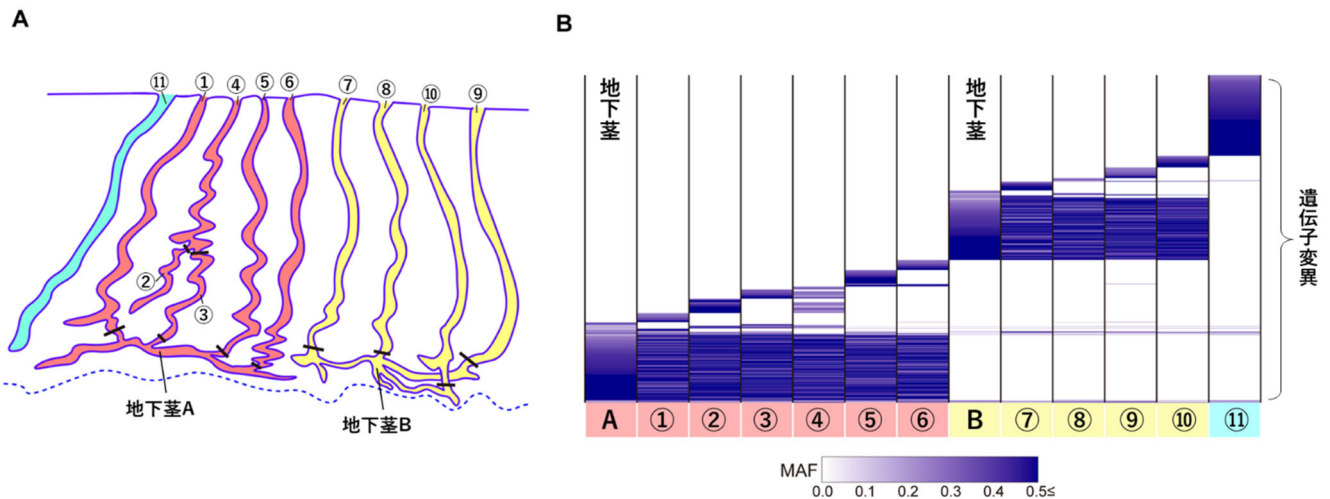 A
⑪ ① ④ ⑤ ⑥ ⑦ ⑧ ⑩ ⑨
②
③
地下茎A
地下茎B
B
地下茎
地下茎
遺伝子変異
A ① ② ③ ④ ⑤ ⑥ B ⑦ ⑧ ⑨ ⑩ ⑪
MAF
0.0 0.1 0.2 0.3 0.4 0.5≤